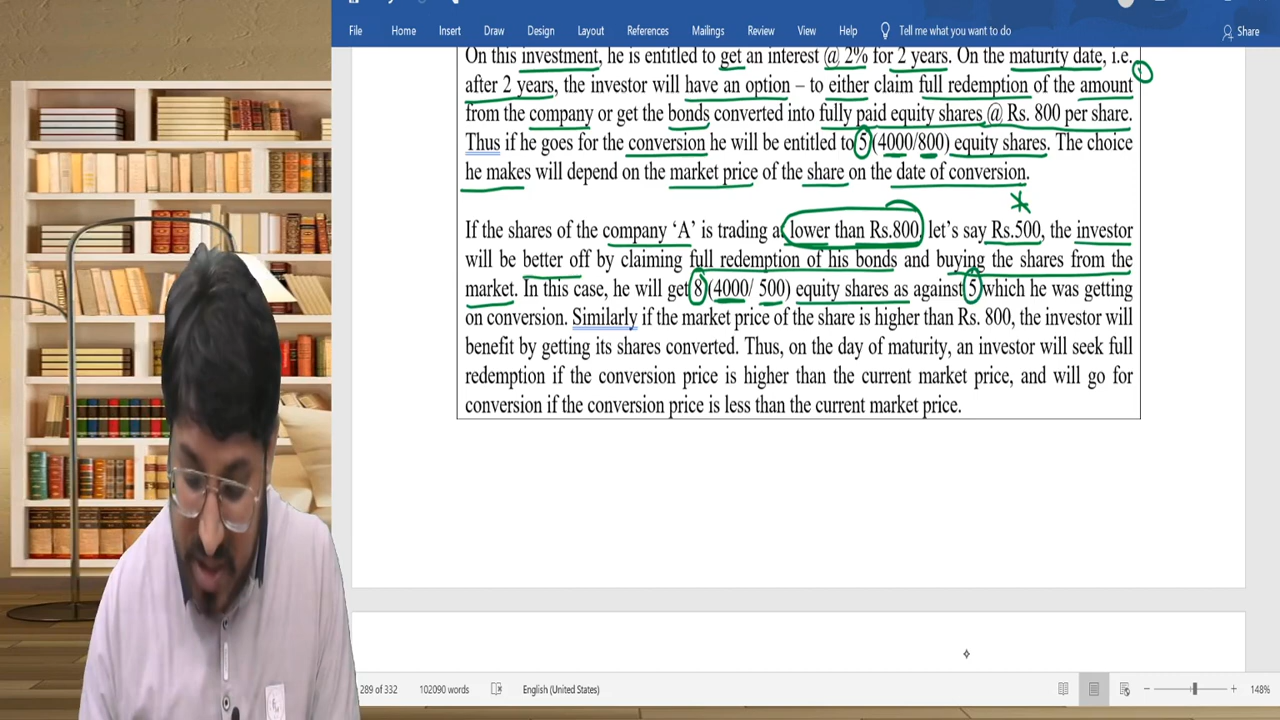 File Home Insert Draw Design Layout References Mailings Review View Help Tell me what you want to do Share
On this investment, he is entitled to get an interest @ 2% for 2 years. On the maturity date, i.e.
after 2 years, the investor will have an option – to either claim full redemption of the amount
from the company or get the bonds converted into fully paid equity shares @ Rs. 800 per share.
Thus if he goes for the conversion he will be entitled to 5 (4000/800) equity shares. The choice
he makes will depend on the market price of the share on the date of conversion.
If the shares of the company ‘A’ is trading a lower than Rs.800, let’s say Rs.500, the investor
will be better off by claiming full redemption of his bonds and buying the shares from the
market. In this case, he will get 8 (4000/ 500) equity shares as against 5 which he was getting
on conversion. Similarly if the market price of the share is higher than Rs. 800, the investor will
benefit by getting its shares converted. Thus, on the day of maturity, an investor will seek full
redemption if the conversion price is higher than the current market price, and will go for
conversion if the conversion price is less than the current market price.
289 of 332 102090 words English (United States) 148%